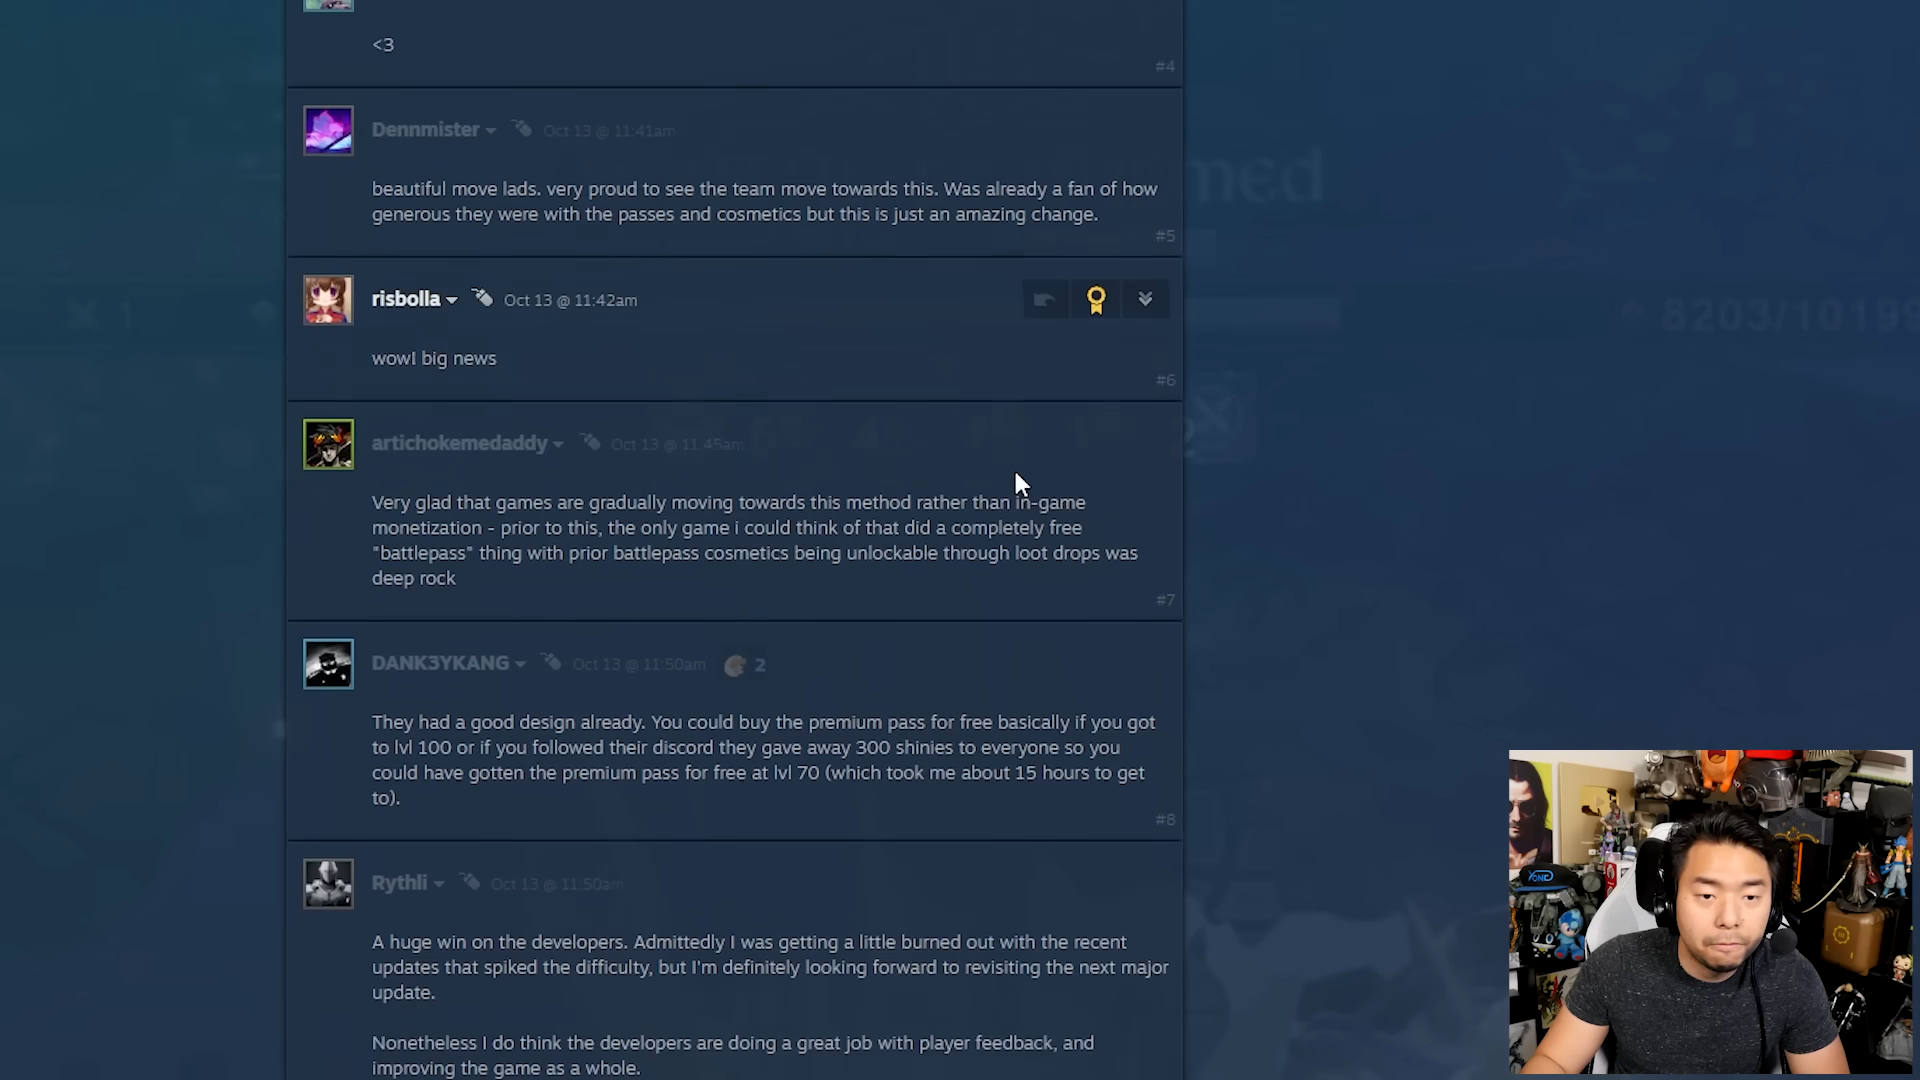 <3
#4
Dennmister Oct 13 @ 11:41am
beautiful move lads. very proud to see the team move towards this. Was already a fan of how
generous they were with the passes and cosmetics but this is just an amazing change.
#5
risbolla Oct 13 @ 11:42am
wow! big news
#6
artichokemedaddy Oct 13 @ 11:45am
Very glad that games are gradually moving towards this method rather than in-game
monetization - prior to this, the only game i could think of that did a completely free
"battlepass" thing with prior battlepass cosmetics being unlockable through loot drops was
deep rock
#7
DANK3YKANG Oct 13 @ 11:50am 2
They had a good design already. You could buy the premium pass for free basically if you got
to lvl 100 or if you followed their discord they gave away 300 shinies to everyone so you
could have gotten the premium pass for free at lvl 70 (which took me about 15 hours to get
to).
#8
Rythli Oct 13 @ 11:50am
A huge win on the developers. Admittedly I was getting a little burned out with the recent
updates that spiked the difficulty, but I'm definitely looking forward to revisiting the next major
update.
Nonetheless I do think the developers are doing a great job with player feedback, and
improving the game as a whole.
med
1
8203/10199